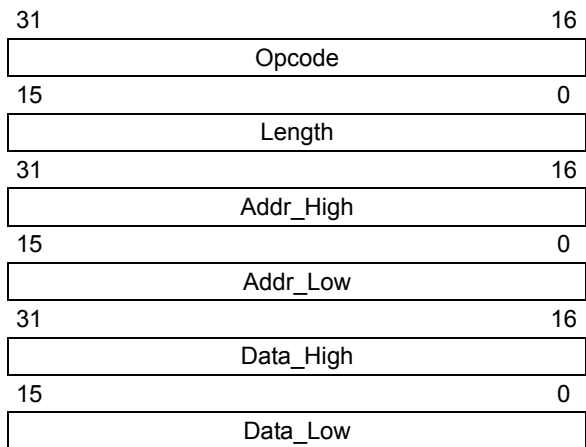 31 16
Opcode
15 0
Length
31 16
Addr_High
15 0
Addr_Low
31 16
Data_High
15 0
Data_Low